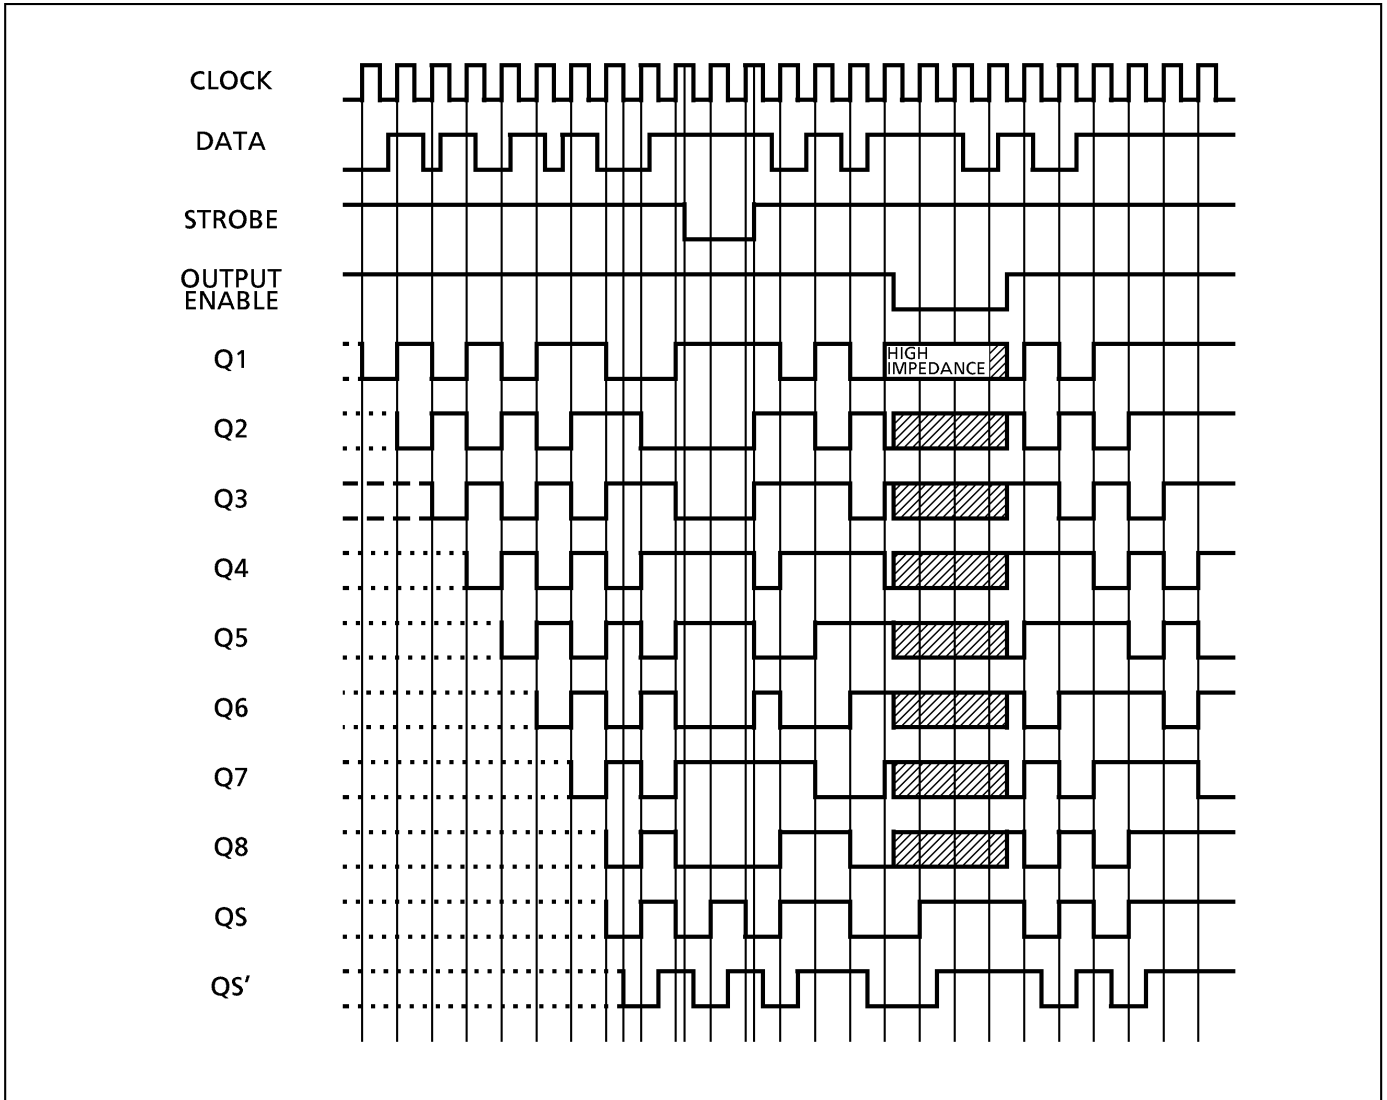 CLOCK
DATA
STROBE
OUTPUT
ENABLE
Q1
HIGH
IMPEDANCE
Q2
Q3
Q4
Q5
Q6
Q7
Q8
QS
QS’